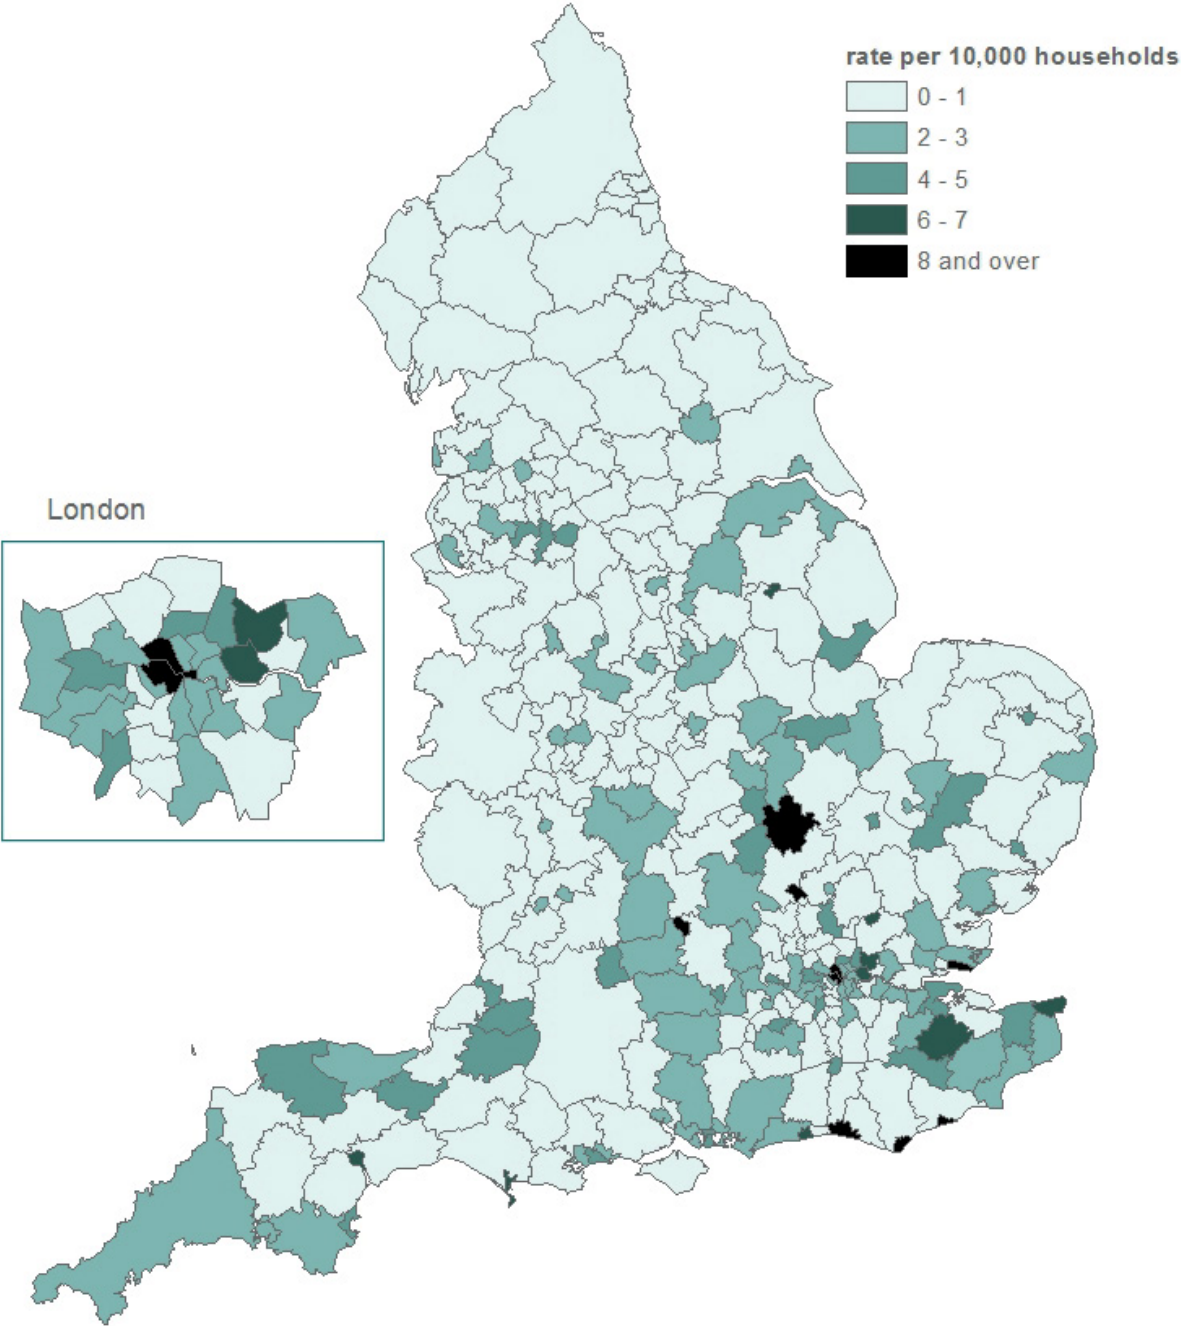 rate per 10,000 households
0 - 1
2 - 3
4 - 5
6 - 7
8 and over
London